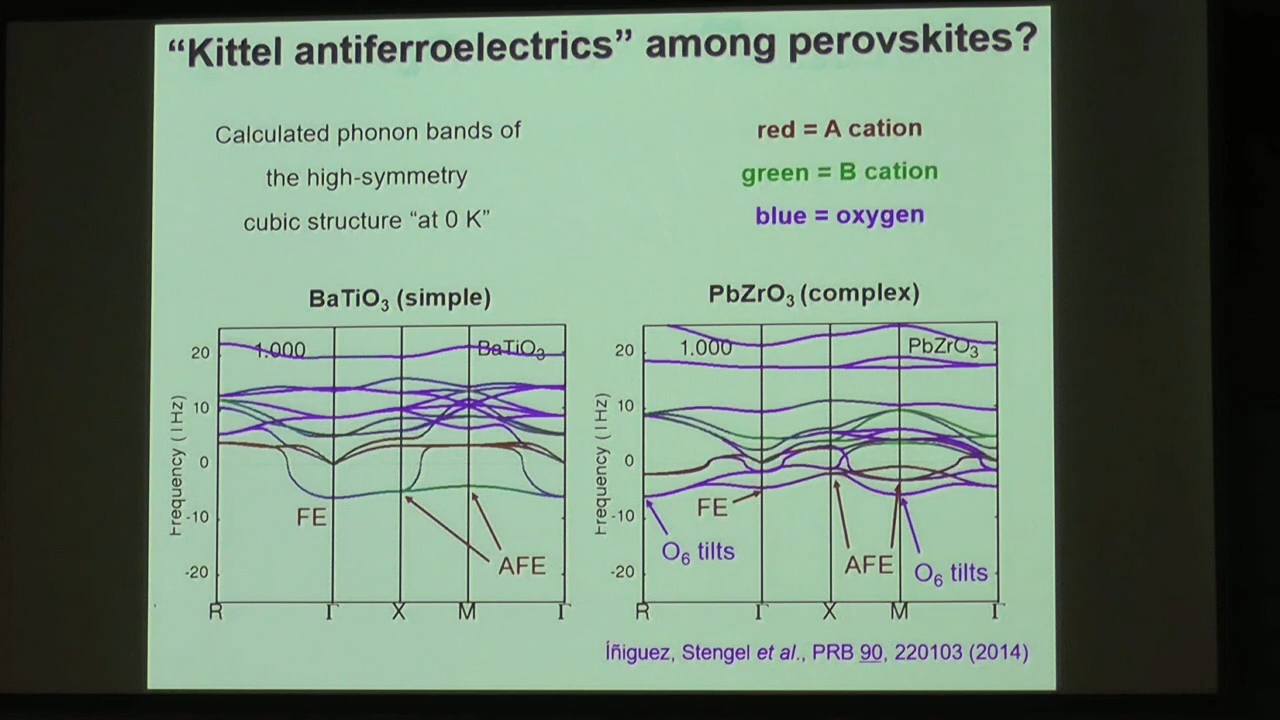 “Kittel antiferroelectrics” among perovskites?
Calculated phonon bands of
the high-symmetry
cubic structure “at 0 K”
red = A cation
green = B cation
blue = oxygen
BaTiO3 (simple)
1.000
BaTiO3
Frequency (THz)
20
10
0
-10
-20
FE
AFE
R Γ X M Γ
PbZrO3 (complex)
1.000
PbZrO3
Frequency (THz)
20
10
0
-10
-20
FE
O6 tilts
AFE
O6 tilts
R Γ X M Γ
Íñiguez, Stengel et al., PRB 90, 220103 (2014)